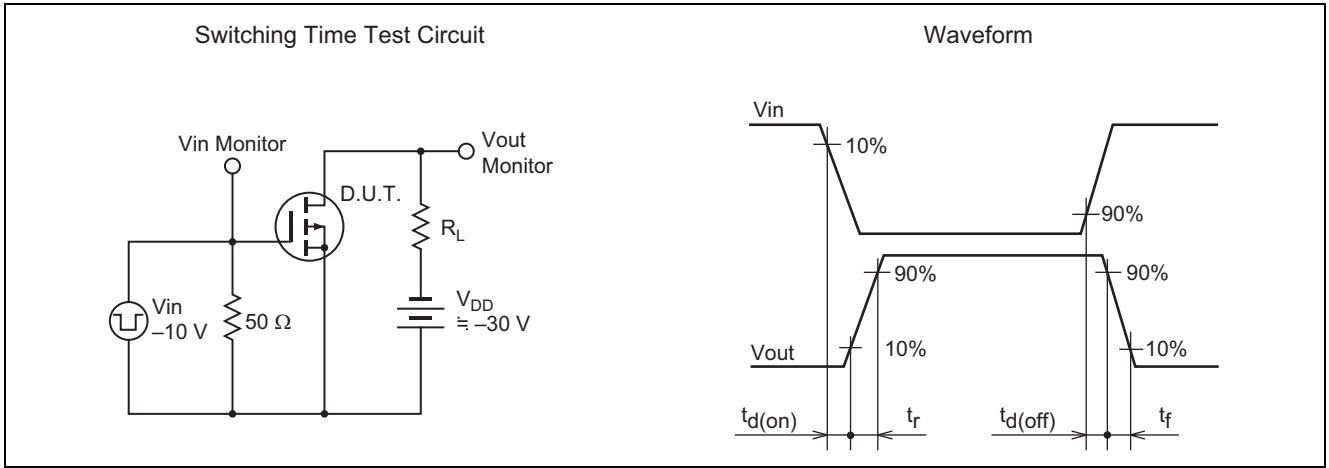 Switching Time Test Circuit
Vin Monitor
Vout
Monitor
D.U.T.
RL
Vin
–10 V
50 Ω
VDD
≒ –30 V
Waveform
Vin
10%
90%
90%
90%
Vout
10%
10%
td(on)
tr
td(off)
tf